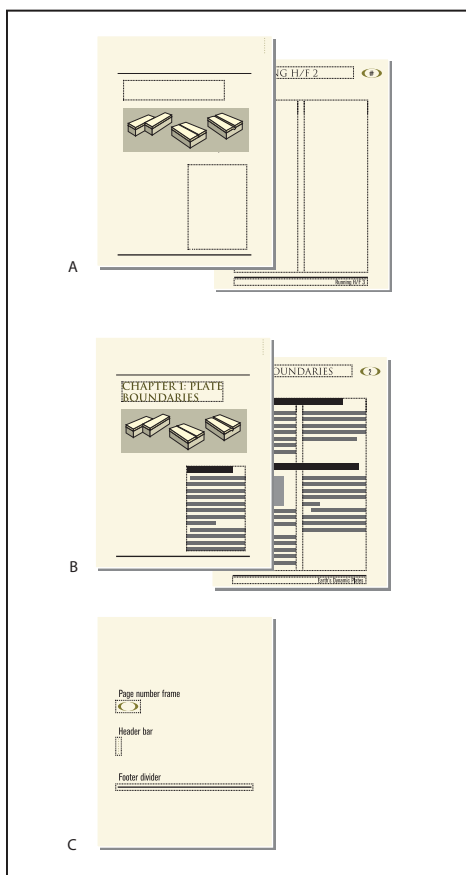 NG H/F 2
#
A
Running H/F 3
CHAPTER 1: PLATE
BOUNDARIES
OUNDARIES
2
B
Earth's Dynamic Plates
Page number frame
Header bar
Footer divider
C